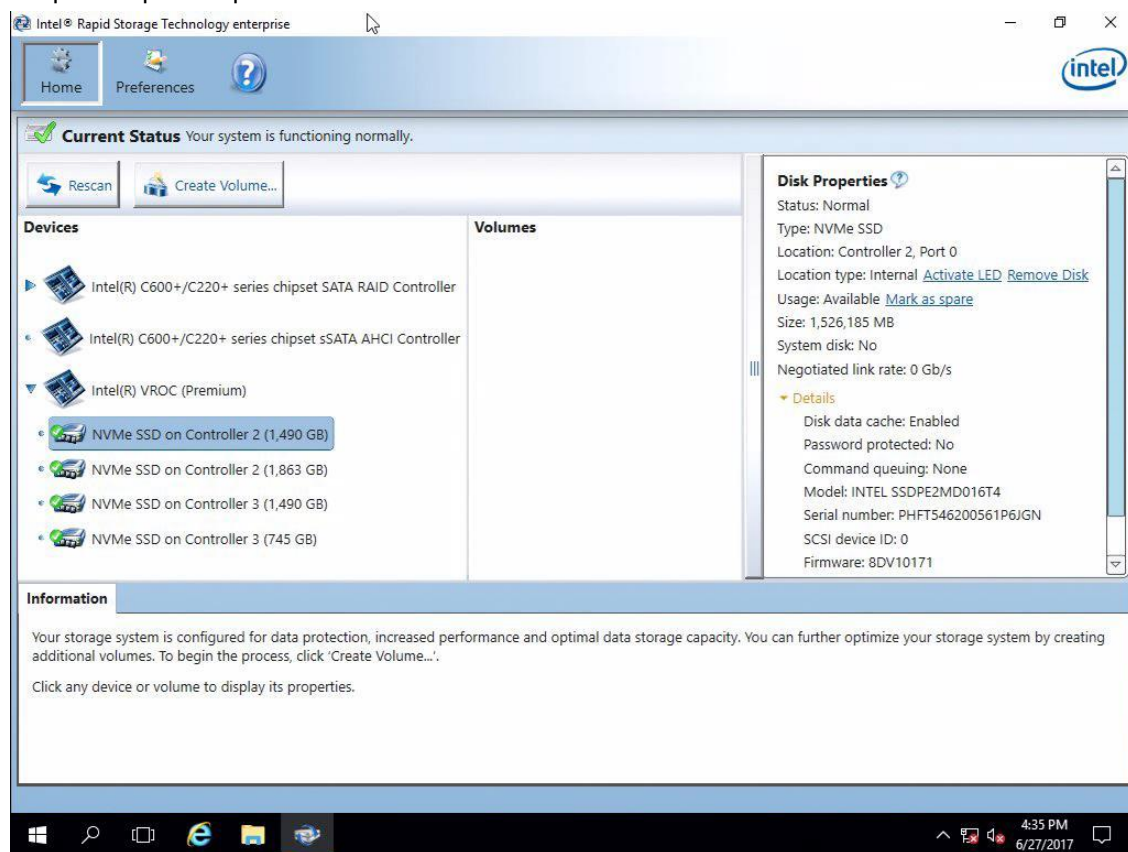 Intel® Rapid Storage Technology enterprise
Home
Preferences
?
intel
Current Status Your system is functioning normally.
Rescan
Create Volume...
Devices
Intel(R) C600+/C220+ series chipset SATA RAID Controller
Intel(R) C600+/C220+ series chipset sSATA AHCI Controller
Intel(R) VROC (Premium)
NVMe SSD on Controller 2 (1,490 GB)
NVMe SSD on Controller 2 (1,863 GB)
NVMe SSD on Controller 3 (1,490 GB)
NVMe SSD on Controller 3 (745 GB)
Volumes
Disk Properties ?
Status: Normal
Type: NVMe SSD
Location: Controller 2, Port 0
Location type: Internal Activate LED Remove Disk
Usage: Available Mark as spare
Size: 1,526,185 MB
System disk: No
Negotiated link rate: 0 Gb/s
Details
Disk data cache: Enabled
Password protected: No
Command queuing: None
Model: INTEL SSDPE2MD016T4
Serial number: PHFT546200561P6JGN
SCSI device ID: 0
Firmware: 8DV10171
Information
Your storage system is configured for data protection, increased performance and optimal data storage capacity. You can further optimize your storage system by creating
additional volumes. To begin the process, click 'Create Volume...'.
Click any device or volume to display its properties.
4:35 PM
6/27/2017